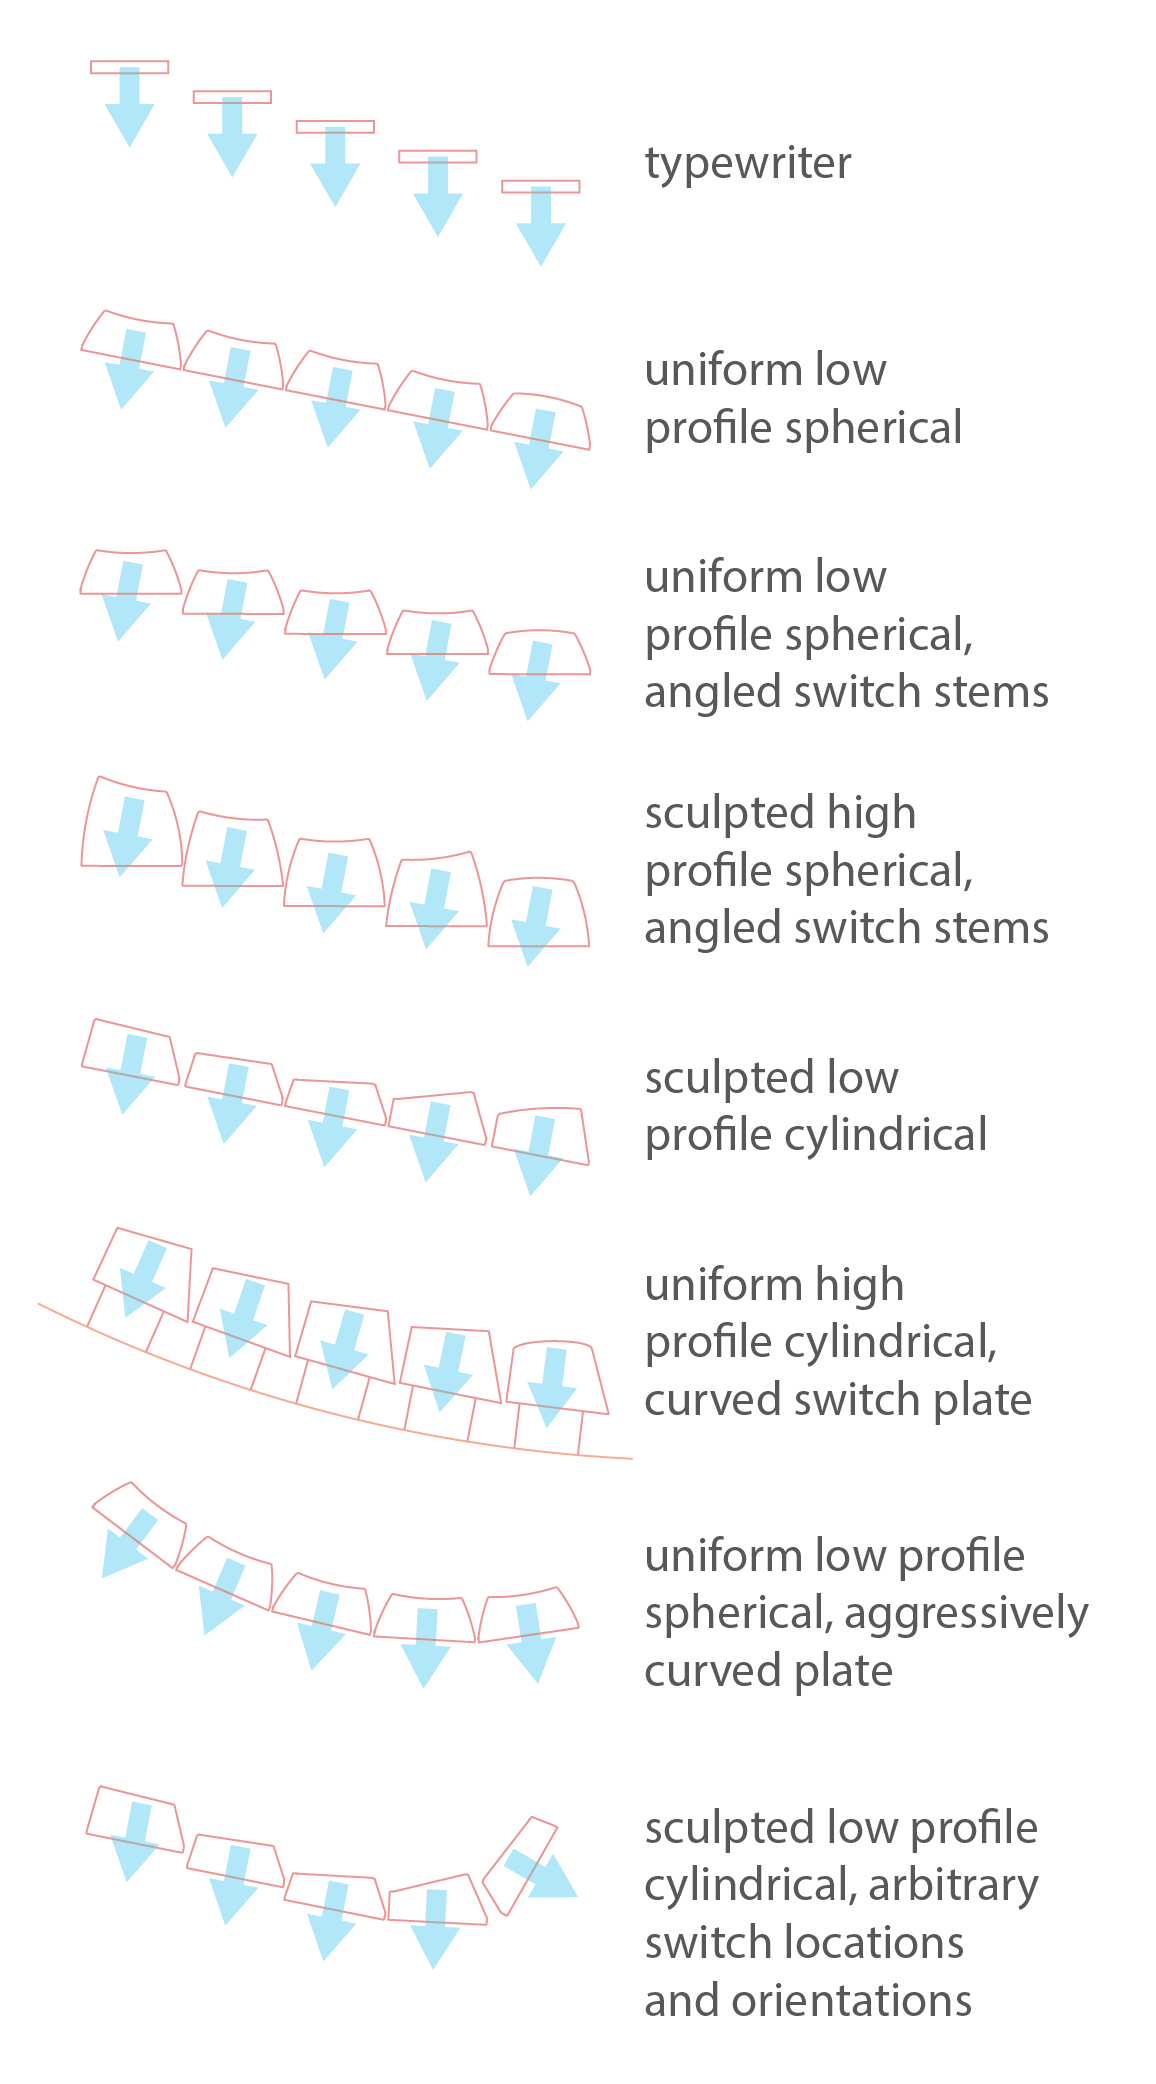 typewriter
uniform low
profile spherical
uniform low
profile spherical,
angled switch stems
sculpted high
profile spherical,
angled switch stems
sculpted low
profile cylindrical
uniform high
profile cylindrical,
curved switch plate
uniform low profile
spherical, aggressively
curved plate
sculpted low profile
cylindrical, arbitrary
switch locations
and orientations